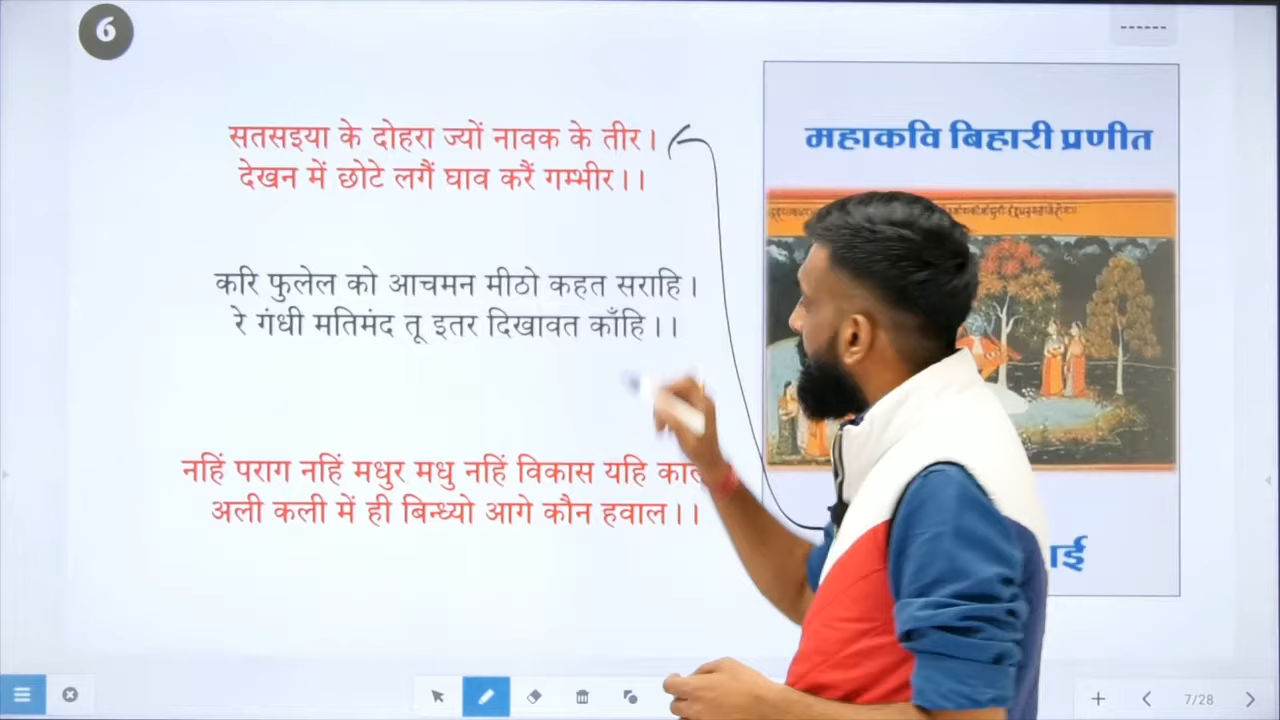 6
------
सतसइया के दोहरा ज्यों नावक के तीर।
देखन में छोटे लगैं घाव करैं गम्भीर।।
करि फुलेल को आचमन मीठो कहत सराहि।
रे गंधी मतिमंद तू इतर दिखावत काँहि।।
नहिं पराग नहिं मधुर मधु नहिं विकास यहि
अली कली में ही बिन्ध्यो आगे कौन हवाल।।
महाकवि बिहारी प्रणीत
7/28